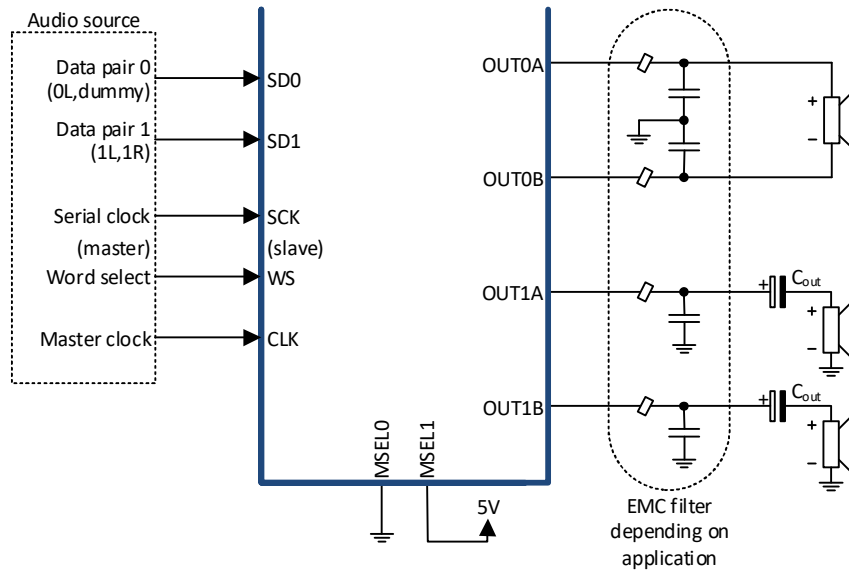 Audio source
Data pair 0
(0L,dummy)
SD0
Data pair 1
(1L,1R)
SD1
Serial clock
SCK
(master)
(slave)
Word select
WS
Master clock
CLK
MSEL0
MSEL1
5V
OUT0A
+
−
OUT0B
OUT1A
+
Cout
+
−
OUT1B
+
Cout
+
−
EMC filter
depending on
application